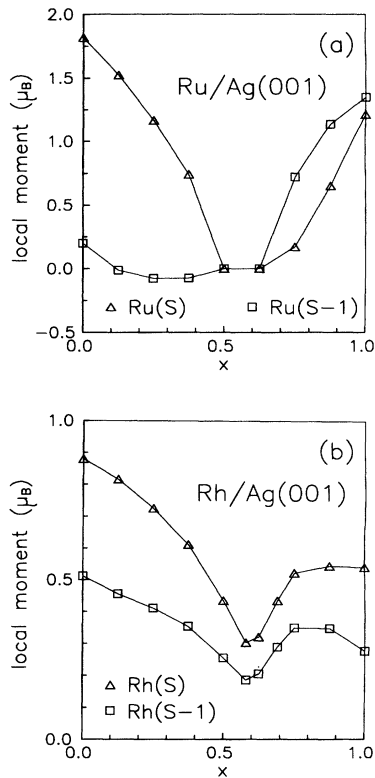 2.0
(a)
Ru/Ag(001)
1.5
1.0
local moment (μB)
0.5
0.0
△ Ru(S) □ Ru(S−1)
−0.5
0.0 0.5 1.0
x
1.0
(b)
Rh/Ag(001)
local moment (μB)
0.5
△ Rh(S)
□ Rh(S−1)
0.0
0.0 0.5 1.0
x